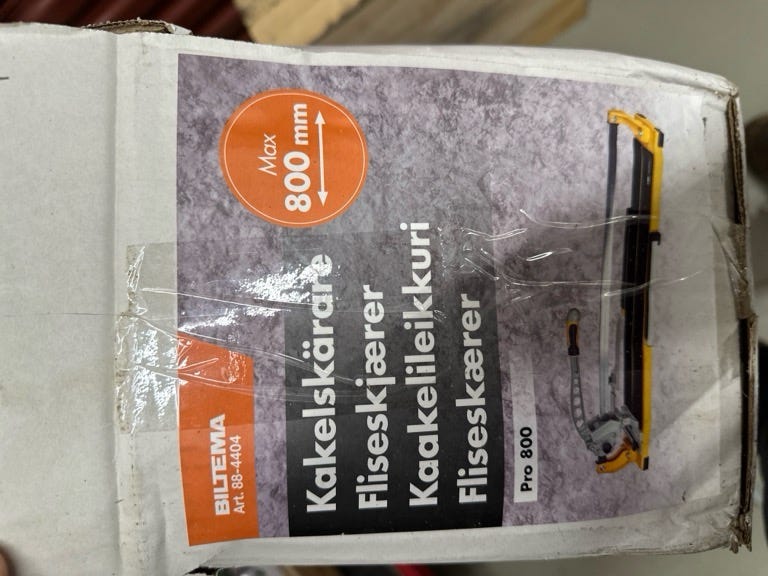 Max
800 mm
BILTEMA
Art. 88-4404
Kakelskärare
Fliseskjærer
Kaakelileikkuri
Fliseskærer
Pro 800